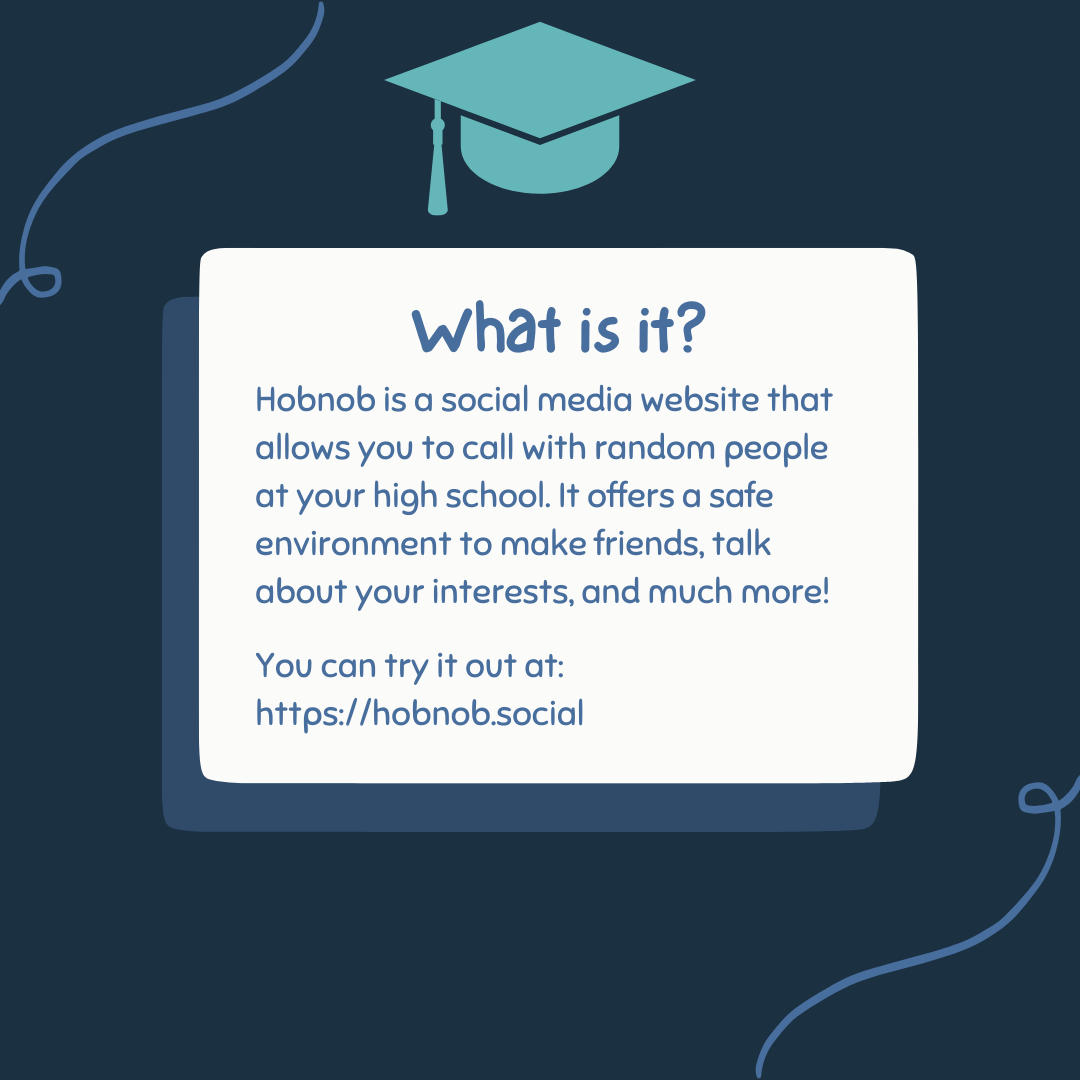 What is it?
Hobnob is a social media website that
allows you to call with random people
at your high school. It offers a safe
environment to make friends, talk
about your interests, and much more!
You can try it out at:
https://hobnob.social